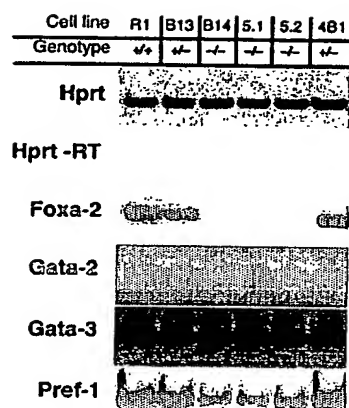 Cell line R1 B13 B14 5.1 5.2 4B1
Genotype +/+ +/- -/- -/- -/- +/-
Hprt
Hprt -RT
Foxa-2
Gata-2
Gata-3
Pref-1